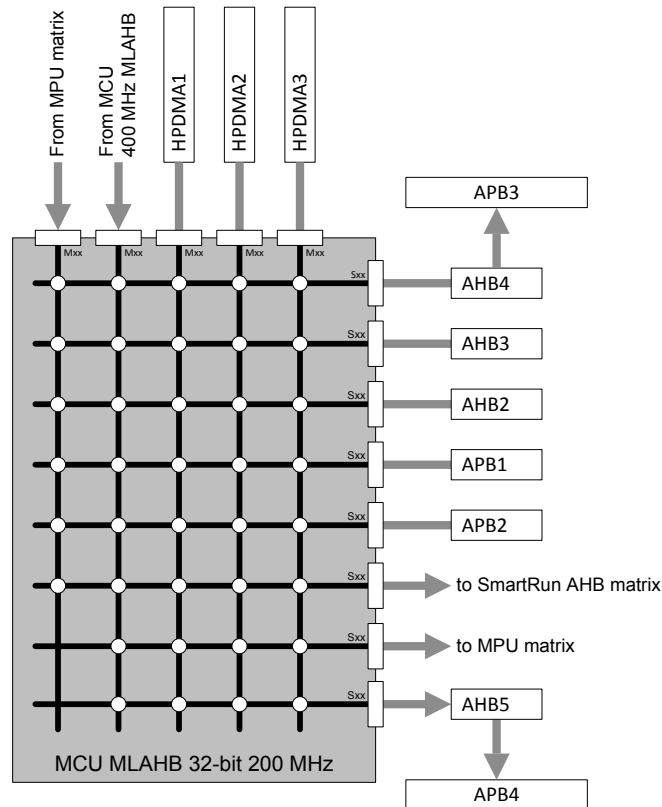 From MPU matrix
From MCU
400 MHz MLAHB
HPDMA1
HPDMA2
HPDMA3
APB3
Mxx
Mxx
Mxx
Mxx
Mxx
Sxx
AHB4
Sxx
AHB3
Sxx
AHB2
Sxx
APB1
Sxx
APB2
Sxx
to SmartRun AHB matrix
Sxx
to MPU matrix
Sxx
AHB5
MCU MLAHB 32-bit 200 MHz
APB4